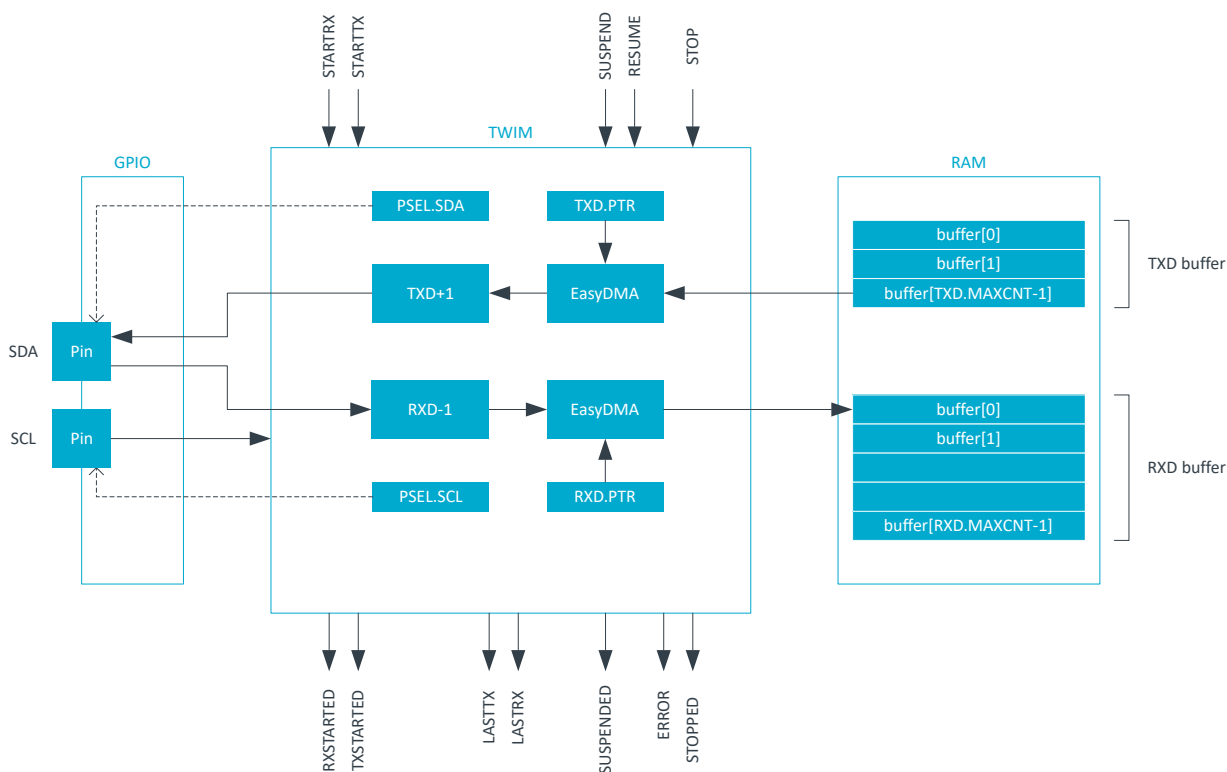 STARTRX
STARTTX
SUSPEND
RESUME
STOP
TWIM
GPIO
RAM
PSEL.SDA
TXD.PTR
buffer[0]
buffer[1]
buffer[TXD.MAXCNT-1]
TXD buffer
TXD+1
EasyDMA
SDA
Pin
RXD-1
EasyDMA
SCL
Pin
buffer[0]
buffer[1]
buffer[RXD.MAXCNT-1]
RXD buffer
PSEL.SCL
RXD.PTR
RXSTARTED
TXSTARTED
LASTTX
LASTRX
SUSPENDED
ERROR
STOPPED